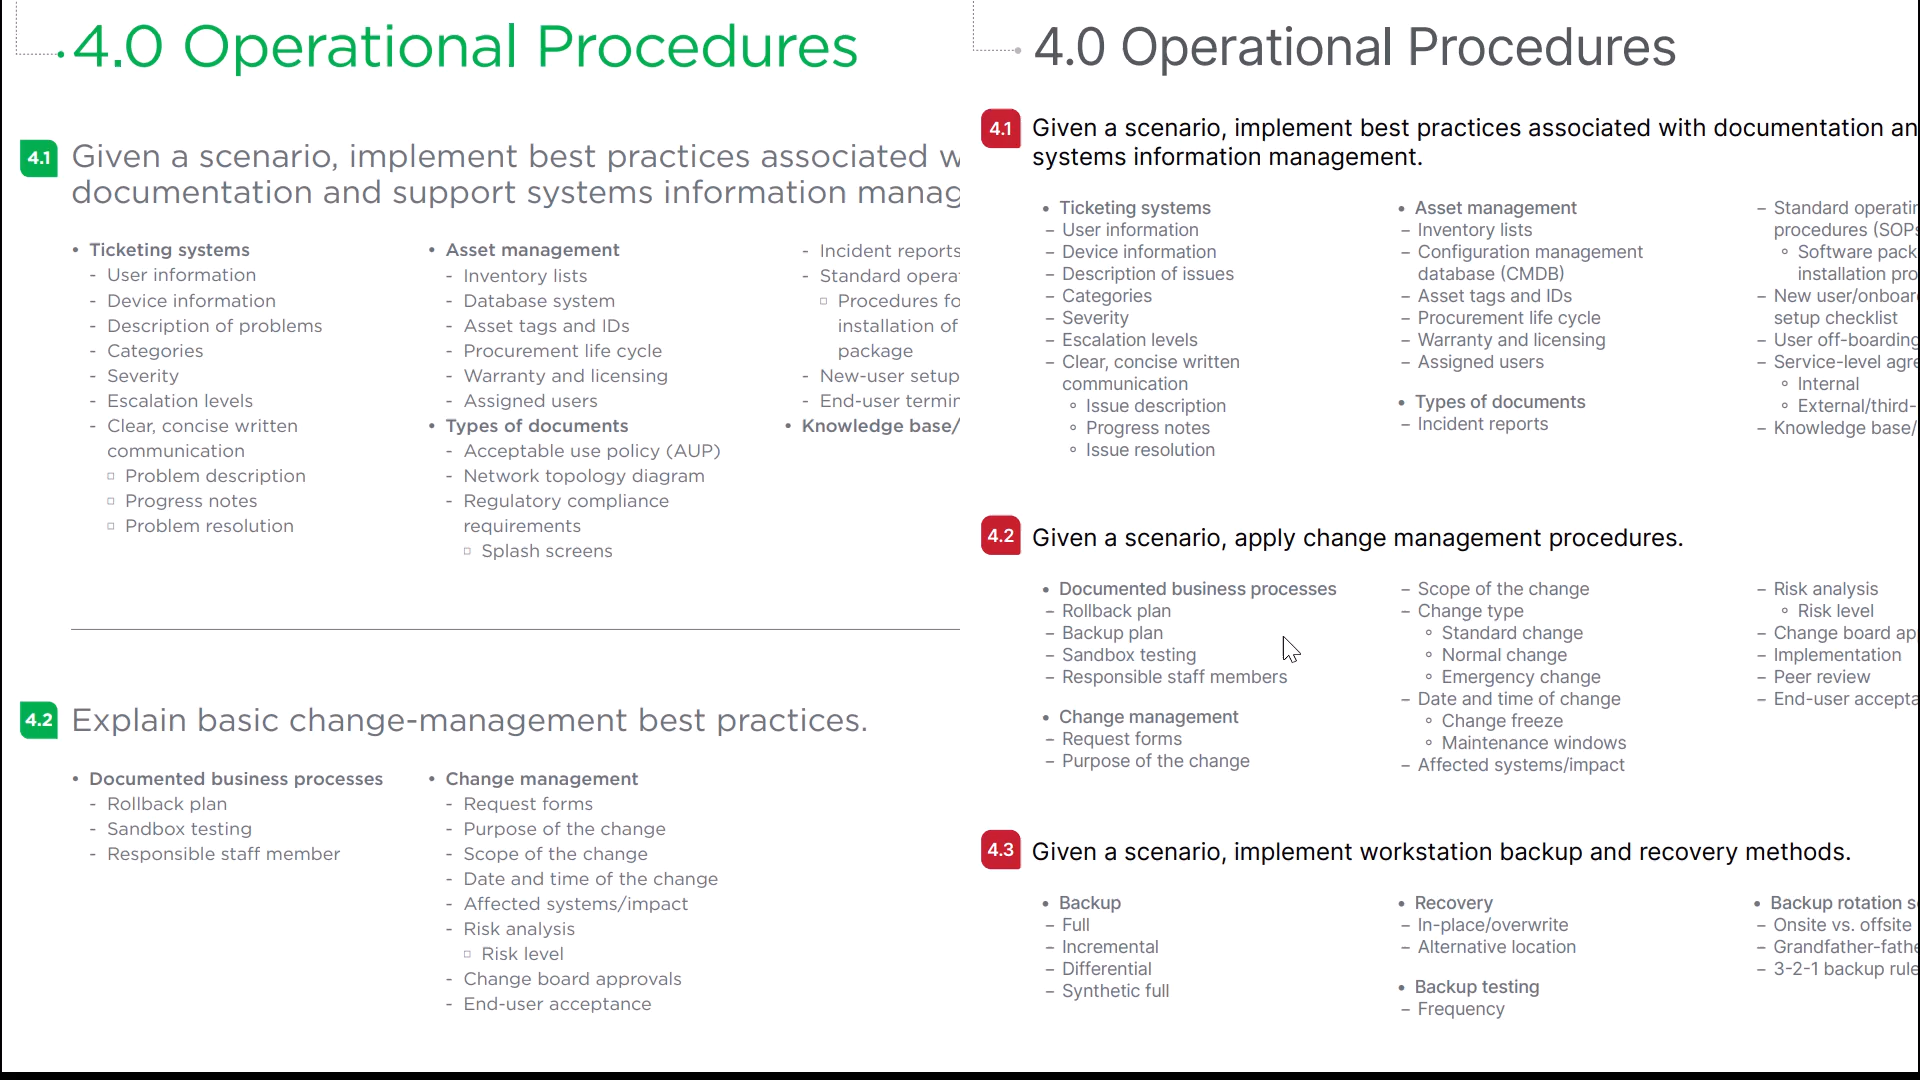 4.0 Operational Procedures
4.1
Given a scenario, implement best practices associated w
documentation and support systems information manag
• Ticketing systems
- User information
- Device information
- Description of problems
- Categories
- Severity
- Escalation levels
- Clear, concise written
communication
▫ Problem description
▫ Progress notes
▫ Problem resolution
• Asset management
- Inventory lists
- Database system
- Asset tags and IDs
- Procurement life cycle
- Warranty and licensing
- Assigned users
• Types of documents
- Acceptable use policy (AUP)
- Network topology diagram
- Regulatory compliance
requirements
▫ Splash screens
- Incident reports
- Standard opera
▫ Procedures fo
installation of
package
- New-user setup
- End-user termin
• Knowledge base/
4.2
Explain basic change-management best practices.
• Documented business processes
- Rollback plan
- Sandbox testing
- Responsible staff member
• Change management
- Request forms
- Purpose of the change
- Scope of the change
- Date and time of the change
- Affected systems/impact
- Risk analysis
▫ Risk level
- Change board approvals
- End-user acceptance
4.0 Operational Procedures
4.1
Given a scenario, implement best practices associated with documentation an
systems information management.
• Ticketing systems
– User information
– Device information
– Description of issues
– Categories
– Severity
– Escalation levels
– Clear, concise written
communication
◦ Issue description
◦ Progress notes
◦ Issue resolution
• Asset management
– Inventory lists
– Configuration management
database (CMDB)
– Asset tags and IDs
– Procurement life cycle
– Warranty and licensing
– Assigned users
• Types of documents
– Incident reports
– Standard operatin
procedures (SOPs
◦ Software pack
installation pro
– New user/onboar
setup checklist
– User off-boarding
– Service-level agre
◦ Internal
◦ External/third-
– Knowledge base/
4.2
Given a scenario, apply change management procedures.
• Documented business processes
– Rollback plan
– Backup plan
– Sandbox testing
– Responsible staff members
• Change management
– Request forms
– Purpose of the change
– Scope of the change
– Change type
◦ Standard change
◦ Normal change
◦ Emergency change
– Date and time of change
◦ Change freeze
◦ Maintenance windows
– Affected systems/impact
– Risk analysis
◦ Risk level
– Change board ap
– Implementation
– Peer review
– End-user accepta
4.3
Given a scenario, implement workstation backup and recovery methods.
• Backup
– Full
– Incremental
– Differential
– Synthetic full
• Recovery
– In-place/overwrite
– Alternative location
• Backup testing
– Frequency
• Backup rotation s
– Onsite vs. offsite
– Grandfather-fathe
– 3-2-1 backup rule